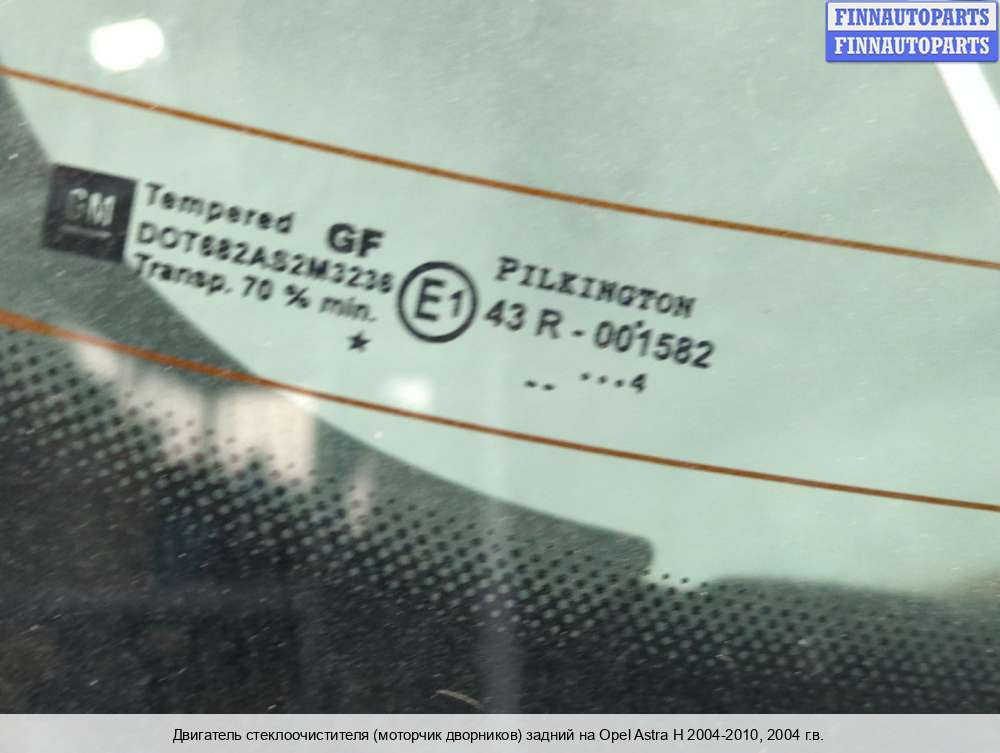 FINNAUTOPARTS
FINNAUTOPARTS
GM
Tempered GF
DOT682AS2M3236
Transp. 70 % min.
E1
PILKINGTON
43 R - 001582
-- ...4
Двигатель стеклоочистителя (моторчик дворников) задний на Opel Astra H 2004-2010, 2004 г.в.